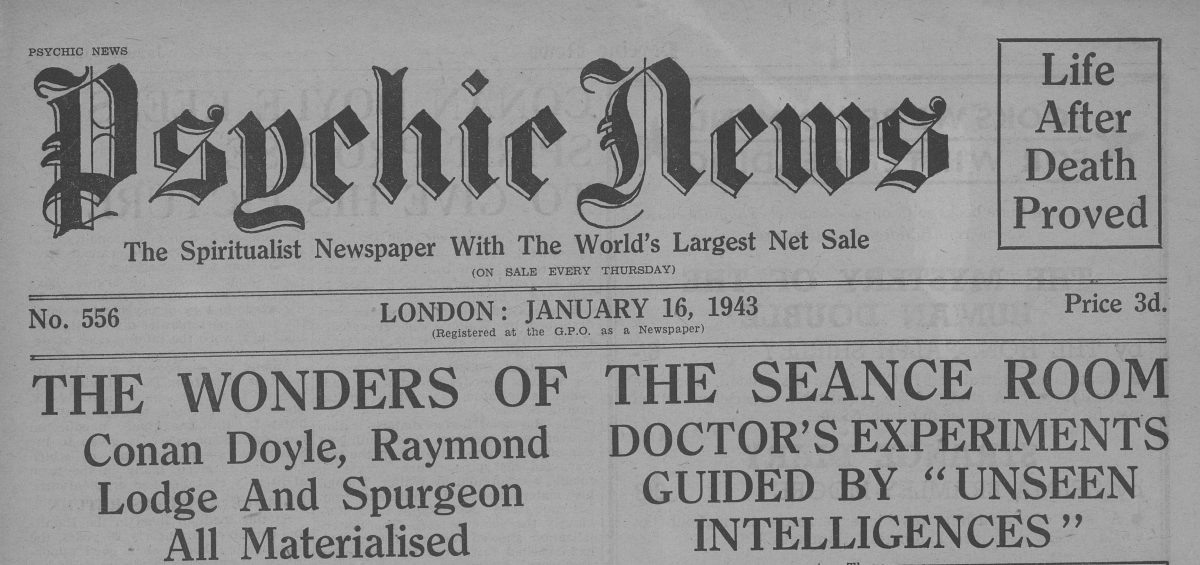 PSYCHIC NEWS
Psychic News
Life
After
Death
Proved
The Spiritualist Newspaper With The World's Largest Net Sale
(ON SALE EVERY THURSDAY)
No. 556
LONDON: JANUARY 16, 1943
Price 3d.
(Registered at the G.P.O. as a Newspaper)
THE WONDERS OF THE SEANCE ROOM
Conan Doyle, Raymond
Lodge And Spurgeon
All Materialised
DOCTOR'S EXPERIMENTS
GUIDED BY "UNSEEN
INTELLIGENCES"